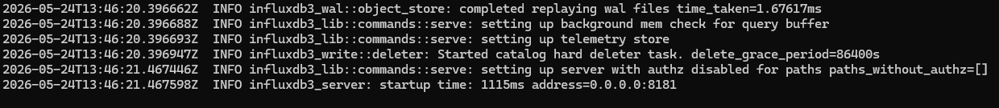 2026-05-24T13:46:20.396662Z  INFO influxdb3_wal::object_store: completed replaying wal files time_taken=1.67617ms
2026-05-24T13:46:20.396688Z  INFO influxdb3_lib::commands::serve: setting up background mem check for query buffer
2026-05-24T13:46:20.396693Z  INFO influxdb3_lib::commands::serve: setting up telemetry store
2026-05-24T13:46:20.396947Z  INFO influxdb3_write::deleter: Started catalog hard deleter task. delete_grace_period=86400s
2026-05-24T13:46:21.467446Z  INFO influxdb3_lib::commands::serve: setting up server with authz disabled for paths paths_without_authz=[]
2026-05-24T13:46:21.467598Z  INFO influxdb3_server: startup time: 1115ms address=0.0.0.0:8181